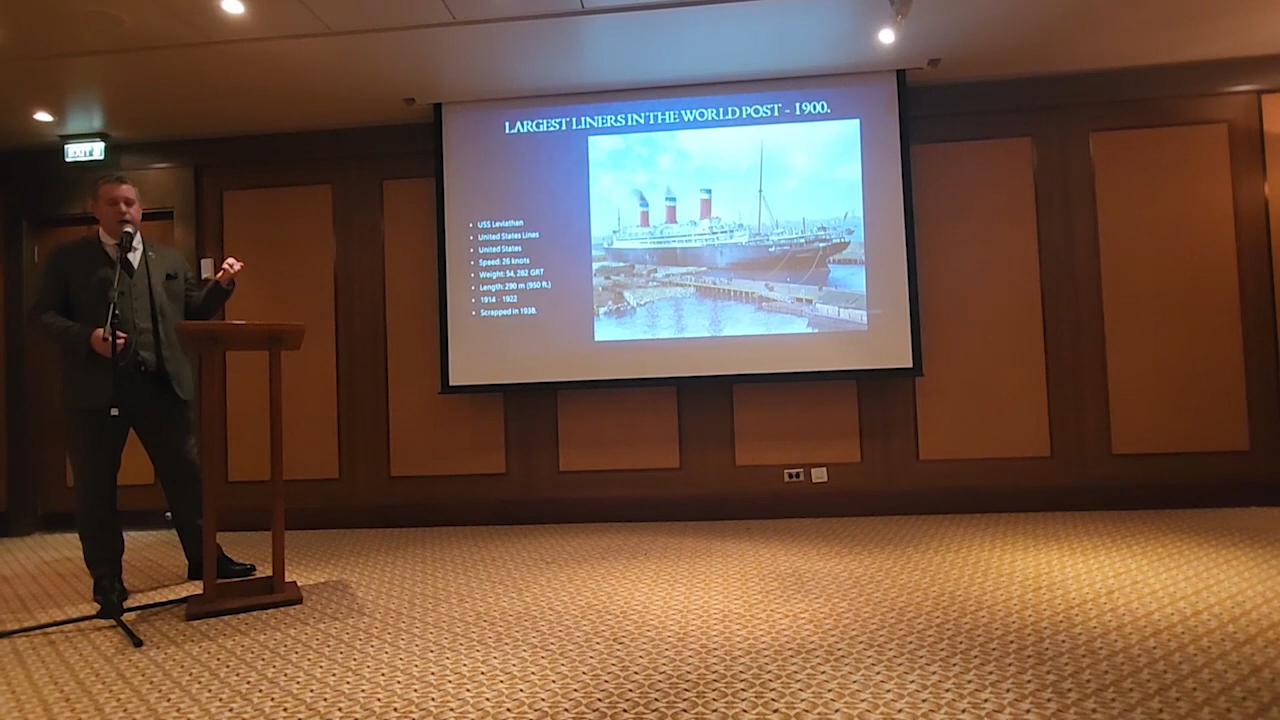 EXIT
LARGEST LINERS IN THE WORLD POST - 1900.
• USS Leviathan
• United States Lines
• United States
• Speed: 26 knots
• Weight: 54, 282 GRT
• Length: 290 m (950 ft.)
• 1914 - 1922
• Scrapped in 1938.